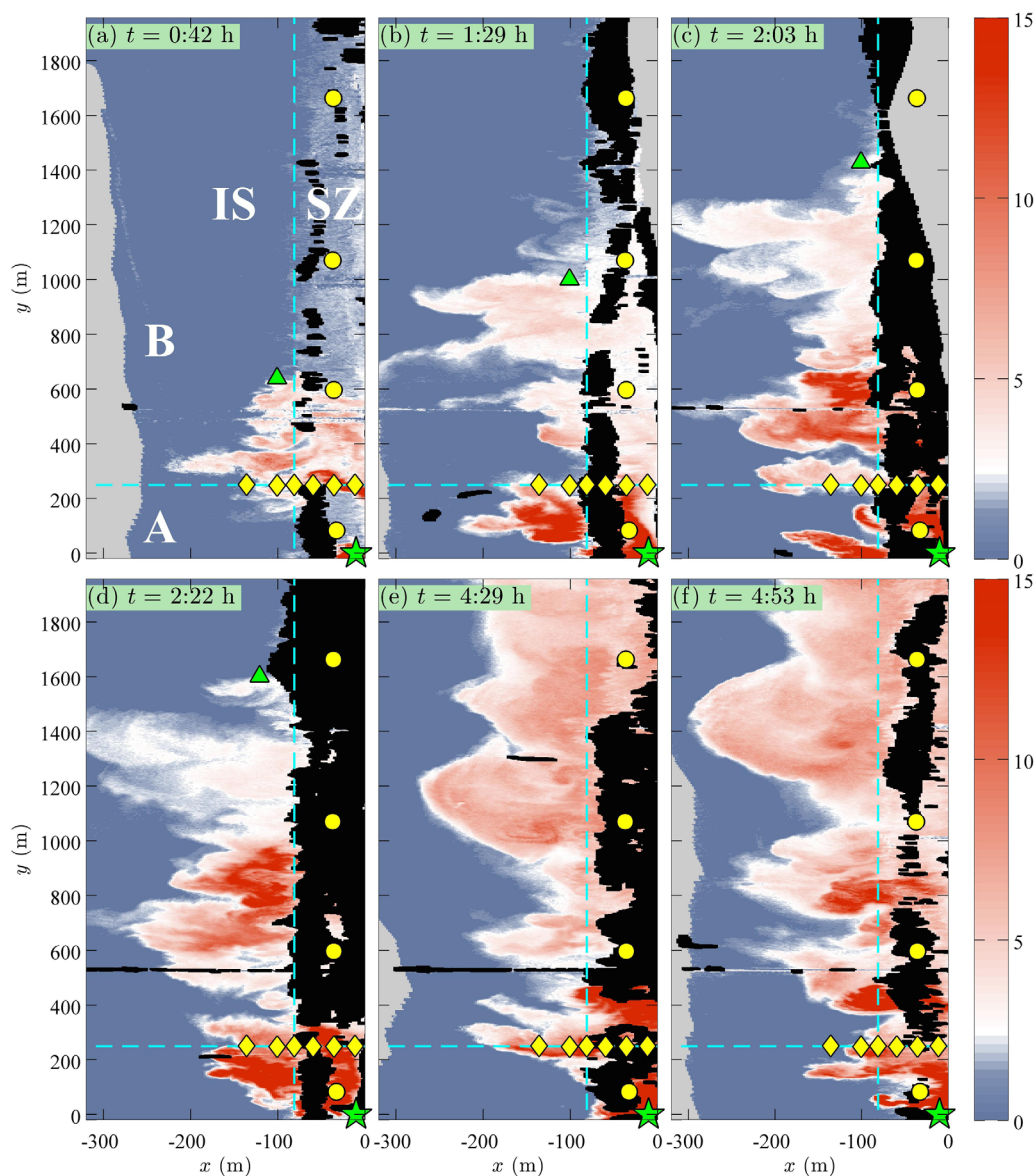 (a) t = 0:42 h
(b) t = 1:29 h
(c) t = 2:03 h
15
1800
1600
1400
1200
1000
800
600
400
200
0
y (m)
IS
SZ
B
A
10
5
0
(d) t = 2:22 h
(e) t = 4:29 h
(f) t = 4:53 h
15
1800
1600
1400
1200
1000
800
600
400
200
0
y (m)
10
5
0
-300 -200 -100 0
-300 -200 -100 0
-300 -200 -100 0
x (m)
x (m)
x (m)